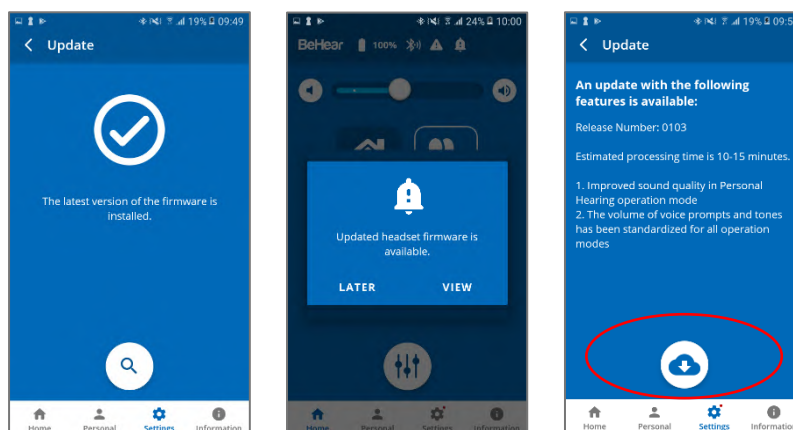 19% 09:49
Update
The latest version of the firmware is
installed.
Home Personal Settings Information
24% 10:00
BeHear 100%
Updated headset firmware is
available.
LATER VIEW
Home Personal Settings Information
19%
Update
An update with the following
features is available:
Release Number: 0103
Estimated processing time is 10-15 minutes.
1. Improved sound quality in Personal
Hearing operation mode
2. The volume of voice prompts and tones
has been standardized for all operation
modes
Home Personal Settings Information